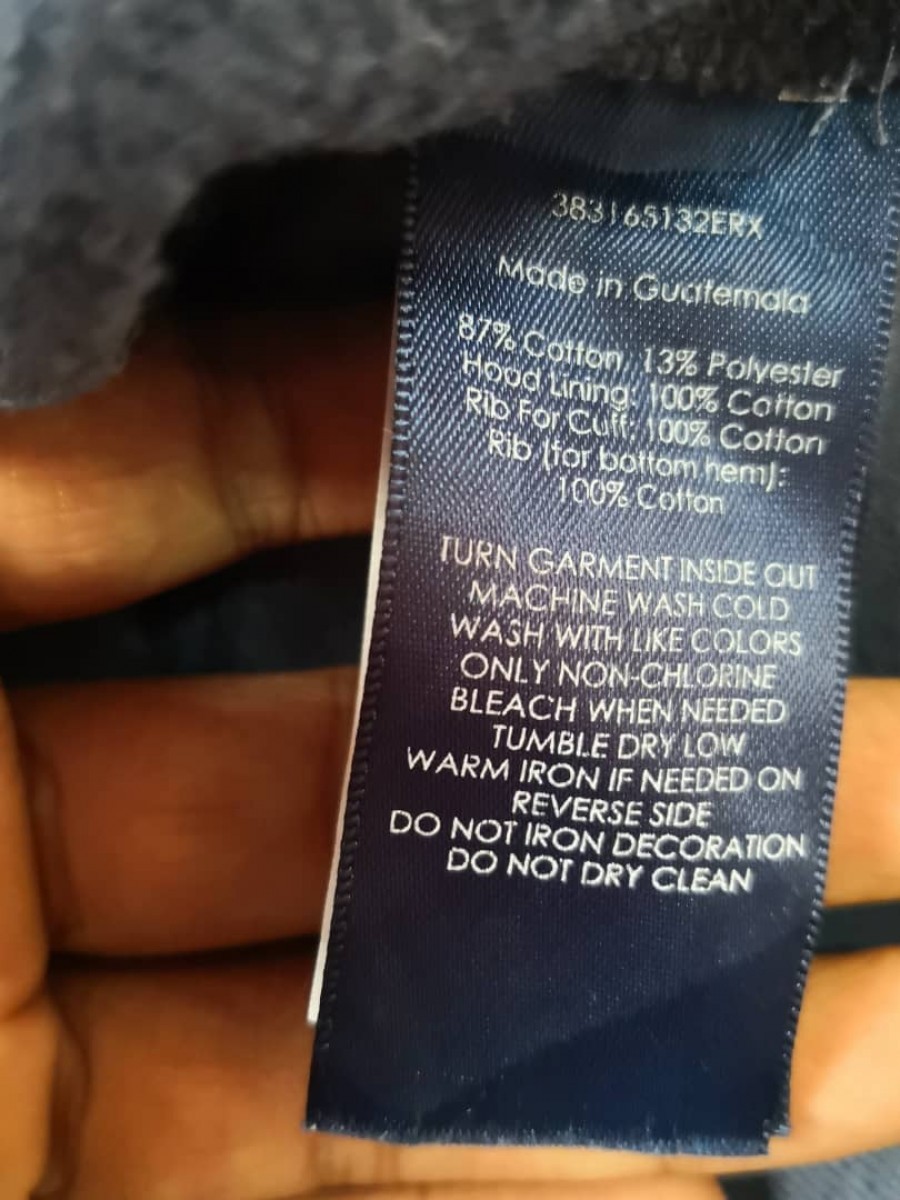 383165132ERX
Made in Guatemala
87% Cotton, 13% Polyester
Hood Lining: 100% Cotton
Rib For Cuff: 100% Cotton
Rib (for bottom hem):
100% Cotton
TURN GARMENT INSIDE OUT
MACHINE WASH COLD
WASH WITH LIKE COLORS
ONLY NON-CHLORINE
BLEACH WHEN NEEDED
TUMBLE DRY LOW
WARM IRON IF NEEDED ON
REVERSE SIDE
DO NOT IRON DECORATION
DO NOT DRY CLEAN